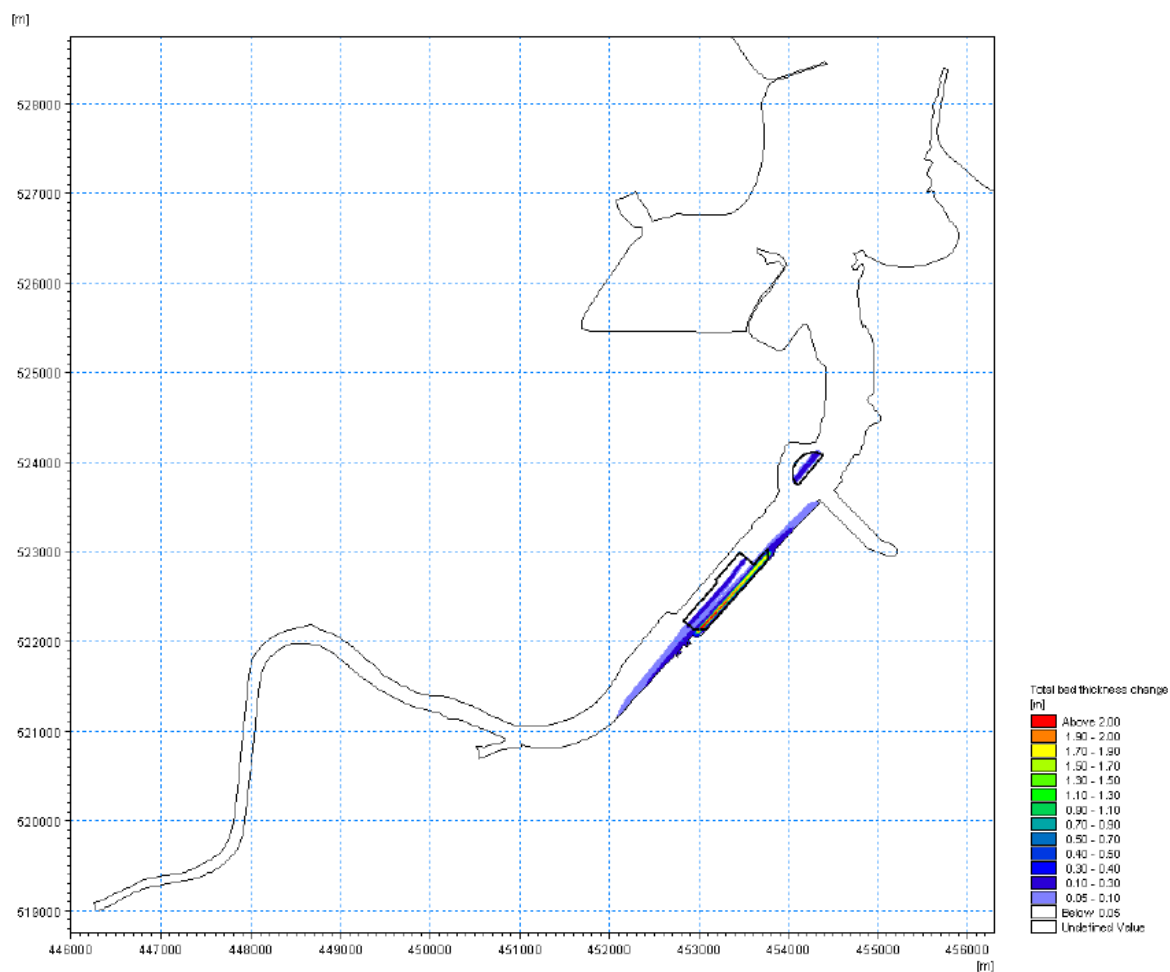 [m]
528000
527000
526000
525000
524000
523000
522000
521000
520000
519000
446000 447000 448000 449000 450000 451000 452000 453000 454000 455000 456000
[m]
Total bed thickness change
[m]
Above 2.00
1.90 - 2.00
1.70 - 1.90
1.50 - 1.70
1.30 - 1.50
1.10 - 1.30
0.90 - 1.10
0.70 - 0.90
0.50 - 0.70
0.40 - 0.50
0.30 - 0.40
0.10 - 0.30
0.05 - 0.10
Below 0.05
Undefined Value